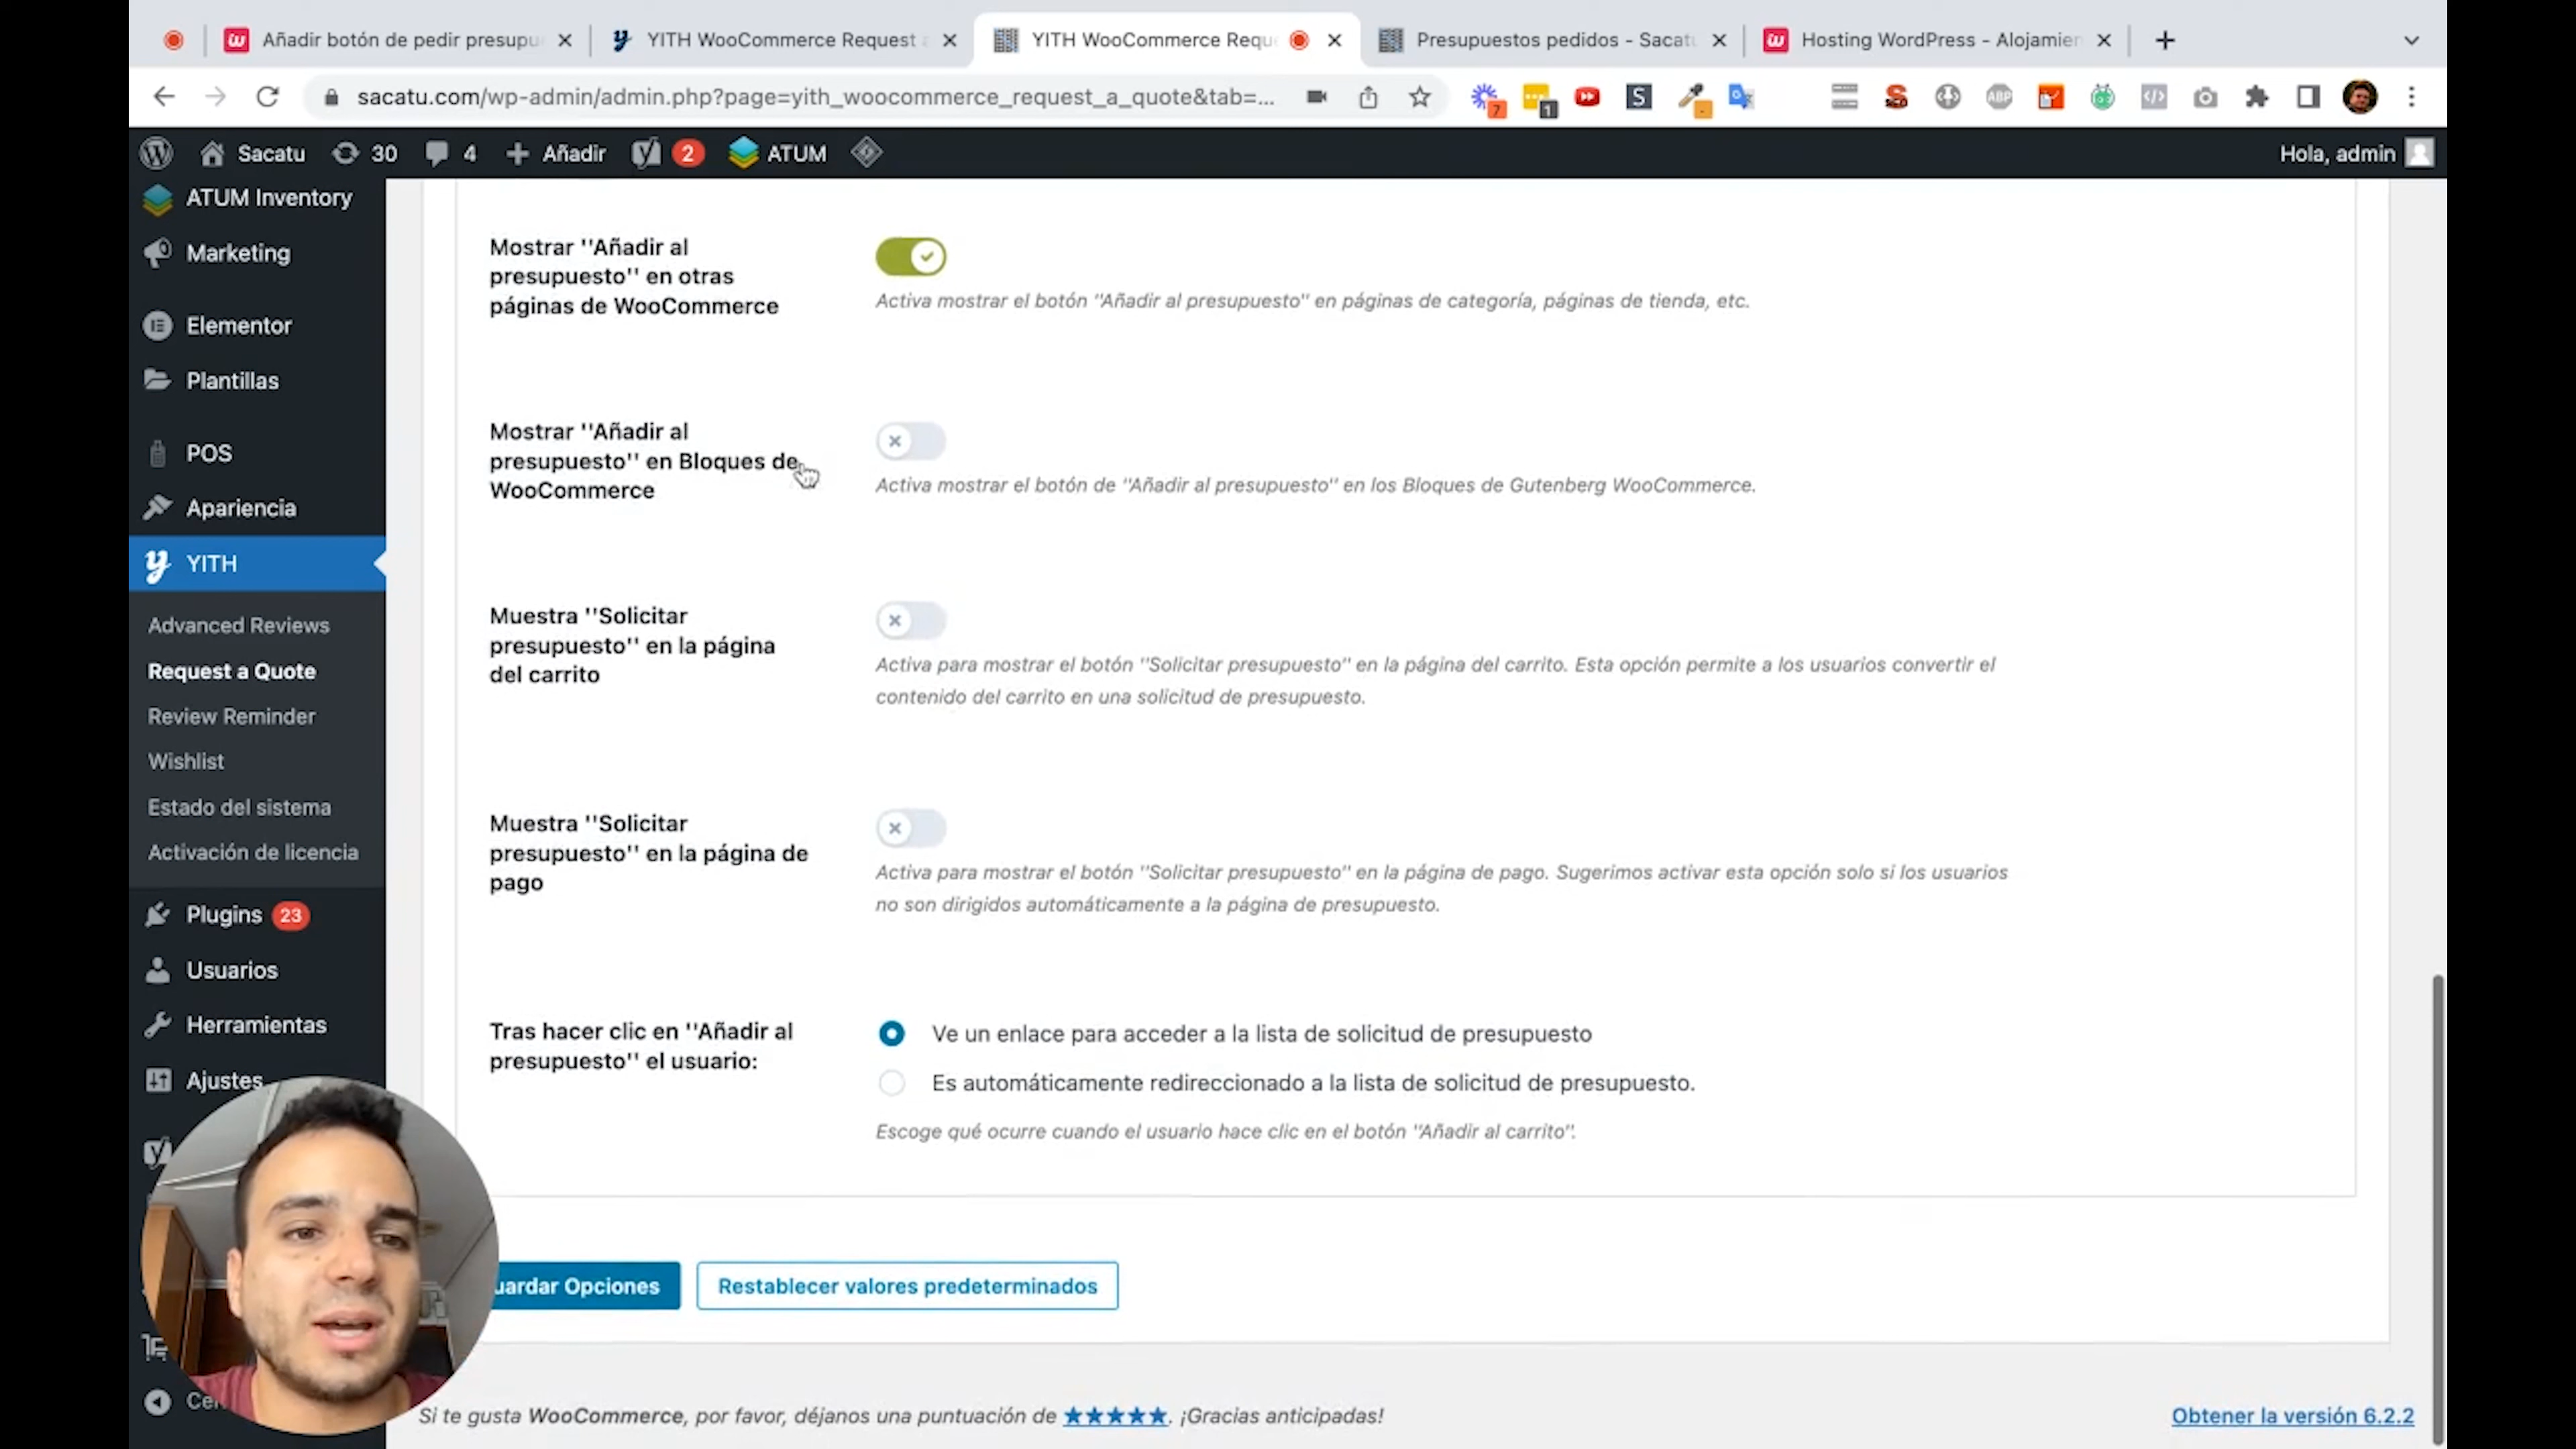 Añadir botón de pedir presupu
YITH WooCommerce Request a
YITH WooCommerce Requ
Presupuestos pedidos - Sacatu
Hosting WordPress - Alojamien
sacatu.com/wp-admin/admin.php?page=yith_woocommerce_request_a_quote&tab=...
7
1
S
ABP
Sacatu
30
4
Añadir
2
ATUM
Hola, admin
ATUM Inventory
Marketing
Elementor
Plantillas
POS
Apariencia
YITH
Advanced Reviews
Request a Quote
Review Reminder
Wishlist
Estado del sistema
Activación de licencia
Plugins 23
Usuarios
Herramientas
Ajustes
Mostrar "Añadir al
presupuesto" en otras
páginas de WooCommerce
Activa mostrar el botón "Añadir al presupuesto" en páginas de categoría, páginas de tienda, etc.
Mostrar "Añadir al
presupuesto" en Bloques de
WooCommerce
Activa mostrar el botón de "Añadir al presupuesto" en los Bloques de Gutenberg WooCommerce.
Muestra "Solicitar
presupuesto" en la página
del carrito
Activa para mostrar el botón "Solicitar presupuesto" en la página del carrito. Esta opción permite a los usuarios convertir el
contenido del carrito en una solicitud de presupuesto.
Muestra "Solicitar
presupuesto" en la página de
pago
Activa para mostrar el botón "Solicitar presupuesto" en la página de pago. Sugerimos activar esta opción solo si los usuarios
no son dirigidos automáticamente a la página de presupuesto.
Tras hacer clic en "Añadir al
presupuesto" el usuario:
Ve un enlace para acceder a la lista de solicitud de presupuesto
Es automáticamente redireccionado a la lista de solicitud de presupuesto.
Escoge qué ocurre cuando el usuario hace clic en el botón "Añadir al carrito".
uardar Opciones
Restablecer valores predeterminados
Si te gusta WooCommerce, por favor, déjanos una puntuación de ★★★★★. ¡Gracias anticipadas!
Obtener la versión 6.2.2